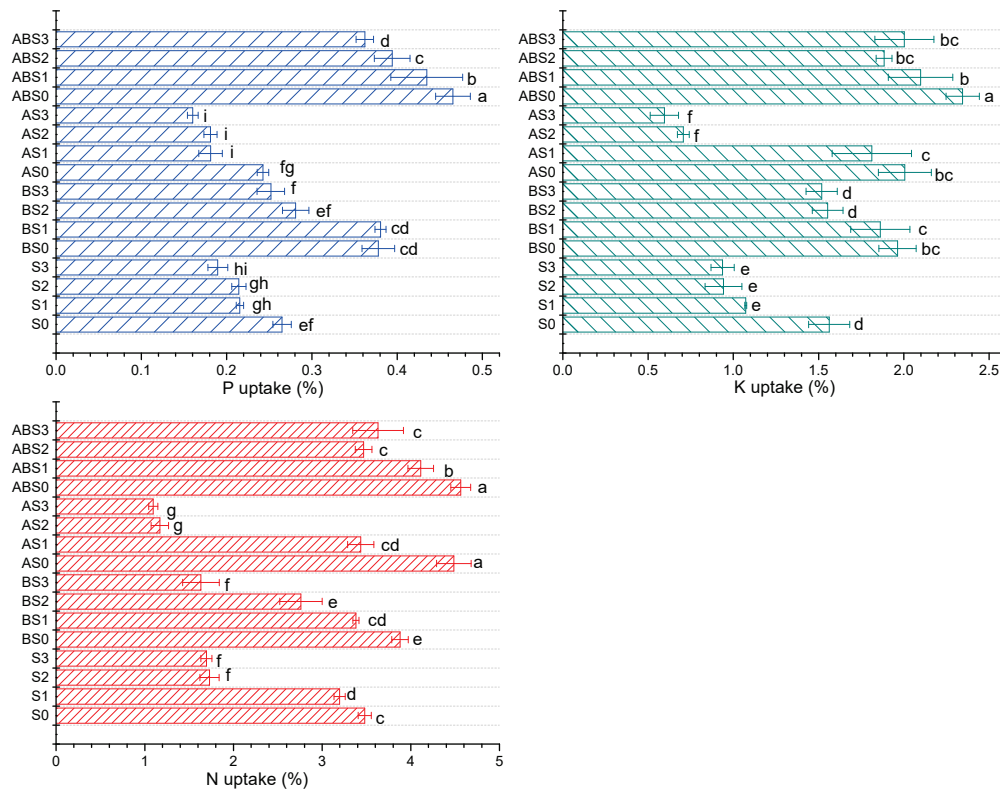 ABS3 d
ABS2 c
ABS1 b
ABS0 a
AS3 i
AS2 i
AS1 i
AS0 fg
BS3 f
BS2 ef
BS1 cd
BS0 cd
S3 hi
S2 gh
S1 gh
S0 ef
0.0 0.1 0.2 0.3 0.4 0.5
P uptake (%)
ABS3 bc
ABS2 bc
ABS1 b
ABS0 a
AS3 f
AS2 f
AS1 c
AS0 bc
BS3 d
BS2 d
BS1 c
BS0 bc
S3 e
S2 e
S1 e
S0 d
0.0 0.5 1.0 1.5 2.0 2.5
K uptake (%)
ABS3 c
ABS2 c
ABS1 b
ABS0 a
AS3 g
AS2 g
AS1 cd
AS0 a
BS3 f
BS2 e
BS1 cd
BS0 e
S3 f
S2 f
S1 d
S0 c
0 1 2 3 4 5
N uptake (%)